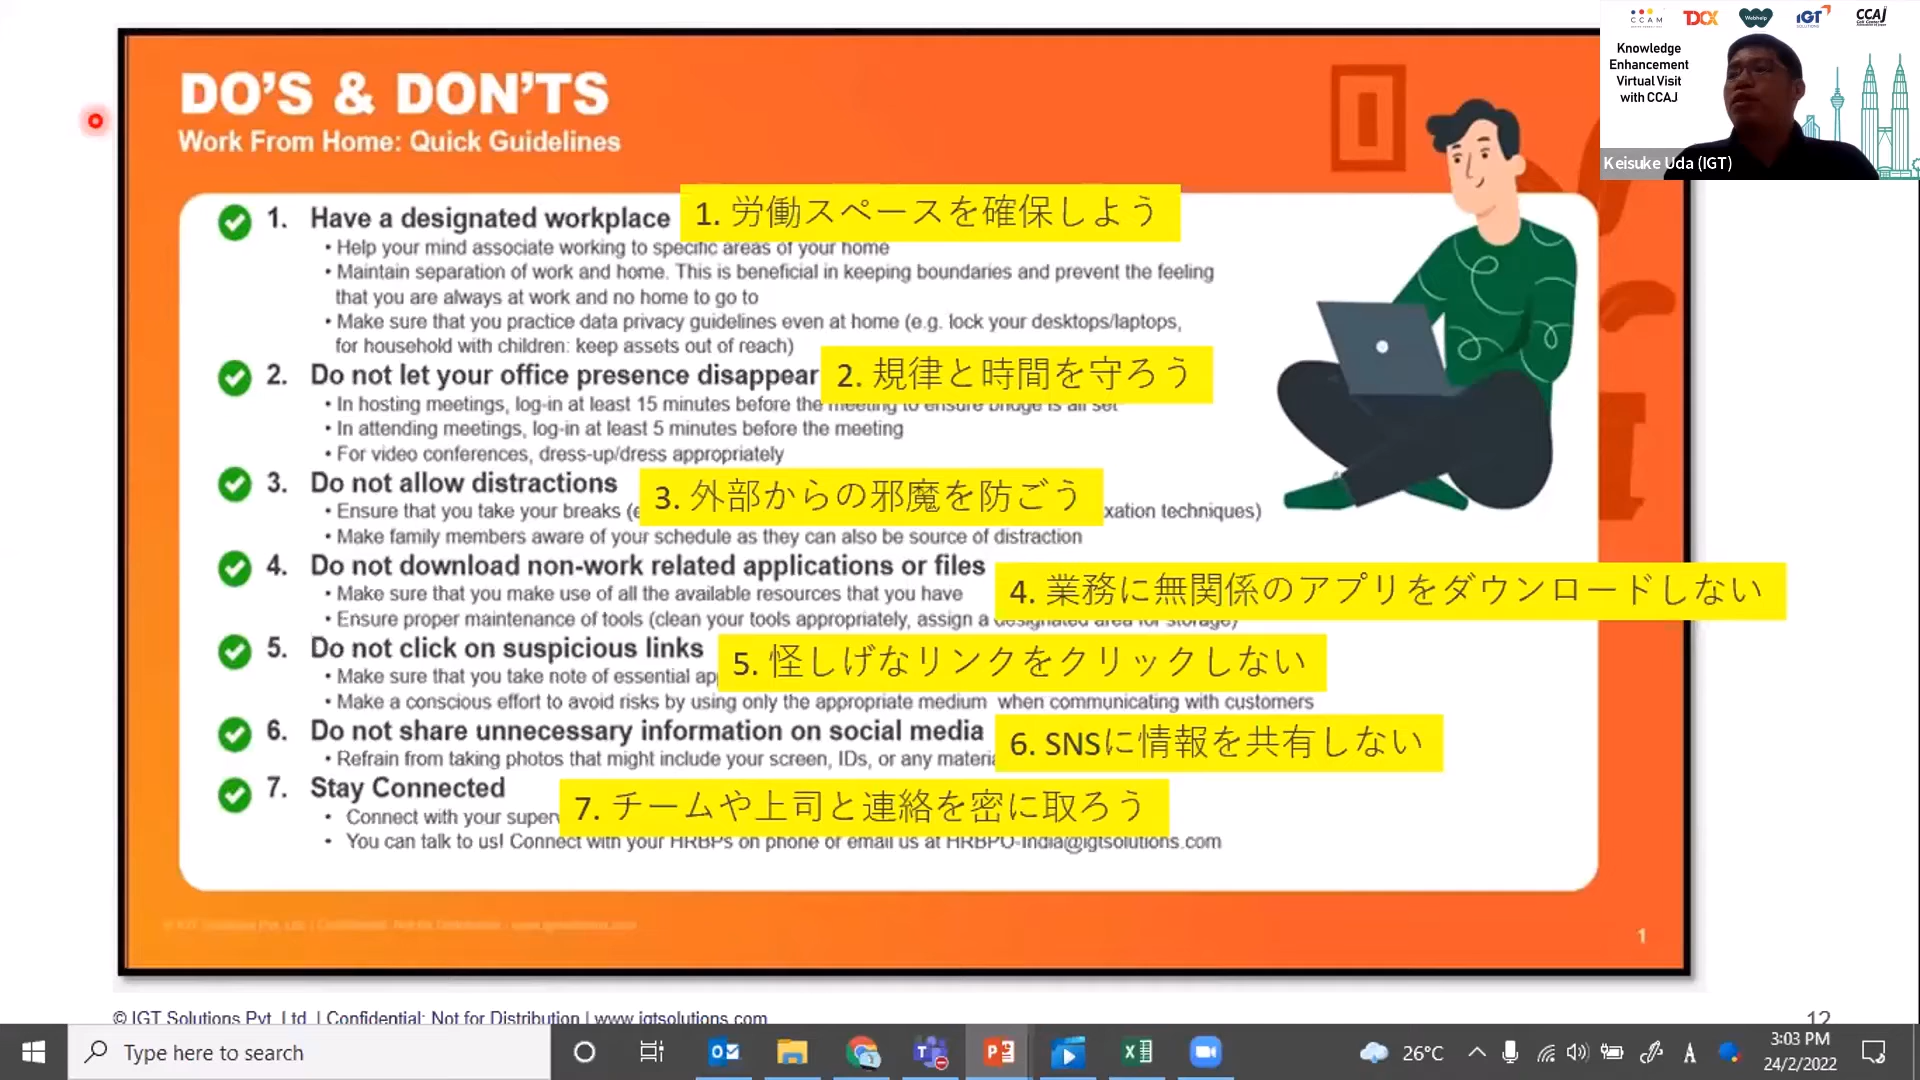 DO'S & DON'TS
Work From Home: Quick Guidelines
CCAM
TDCX
Webhelp
IGT
SOLUTIONS
CCAJ
Knowledge
Enhancement
Virtual Visit
with CCAJ
Keisuke Uda (IGT)
1. Have a designated workplace
1. 労働スペースを確保しよう
• Help your mind associate working to specific areas of your home
• Maintain separation of work and home. This is beneficial in keeping boundaries and prevent the feeling
that you are always at work and no home to go to
• Make sure that you practice data privacy guidelines even at home (e.g. lock your desktops/laptops,
for household with children: keep assets out of reach)
2. Do not let your office presence disappear
2. 規律と時間を守ろう
• In hosting meetings, log-in at least 15 minutes before the meeting to ensure bridge is all set
• In attending meetings, log-in at least 5 minutes before the meeting
• For video conferences, dress-up/dress appropriately
3. Do not allow distractions
3. 外部からの邪魔を防ごう
• Ensure that you take your breaks (e
xation techniques)
• Make family members aware of your schedule as they can also be source of distraction
4. Do not download non-work related applications or files
4. 業務に無関係のアプリをダウンロードしない
• Make sure that you make use of all the available resources that you have
• Ensure proper maintenance of tools (clean your tools appropriately, assign a designated area for storage)
5. Do not click on suspicious links
5. 怪しげなリンクをクリックしない
• Make sure that you take note of essential ap
• Make a conscious effort to avoid risks by using only the appropriate medium when communicating with customers
6. Do not share unnecessary information on social media
6. SNSに情報を共有しない
• Refrain from taking photos that might include your screen, IDs, or any materia
7. Stay Connected
7. チームや上司と連絡を密に取ろう
• Connect with your superv
• You can talk to us! Connect with your HRBPs on phone or email us at HRBPO-India@igtsolutions.com
1
© IGT Solutions Pvt. Ltd. | Confidential: Not for Distribution | www.igtsolutions.com
12
Type here to search
26°C
3:03 PM
24/2/2022